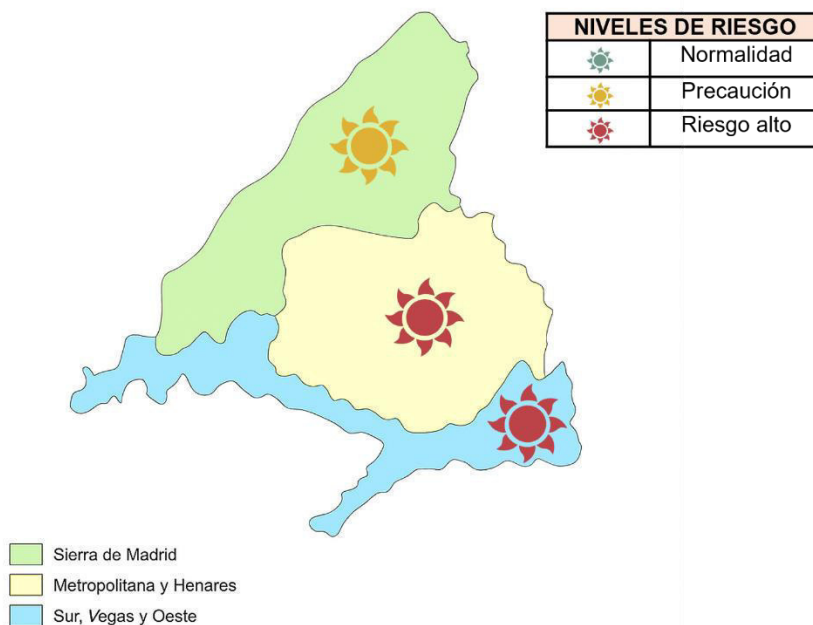 NIVELES DE RIESGO
Normalidad
Precaución
Riesgo alto
Sierra de Madrid
Metropolitana y Henares
Sur, Vegas y Oeste